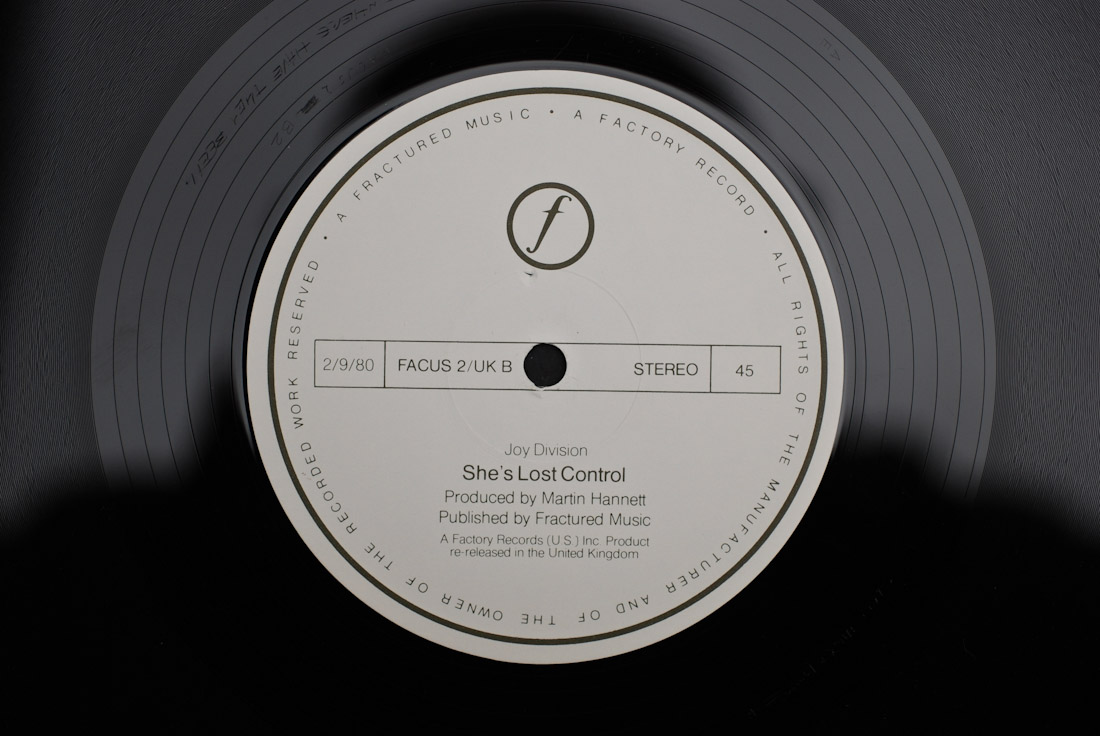 A FRACTURED MUSIC • A FACTORY RECORD • ALL RIGHTS OF THE MANUFACTURER AND OF THE OWNER OF THE RECORDED WORK RESERVED •
f
2/9/80 FACUS 2/UK B STEREO 45
Joy Division
She's Lost Control
Produced by Martin Hannett
Published by Fractured Music
A Factory Records (U.S.) Inc. Product
re-released in the United Kingdom